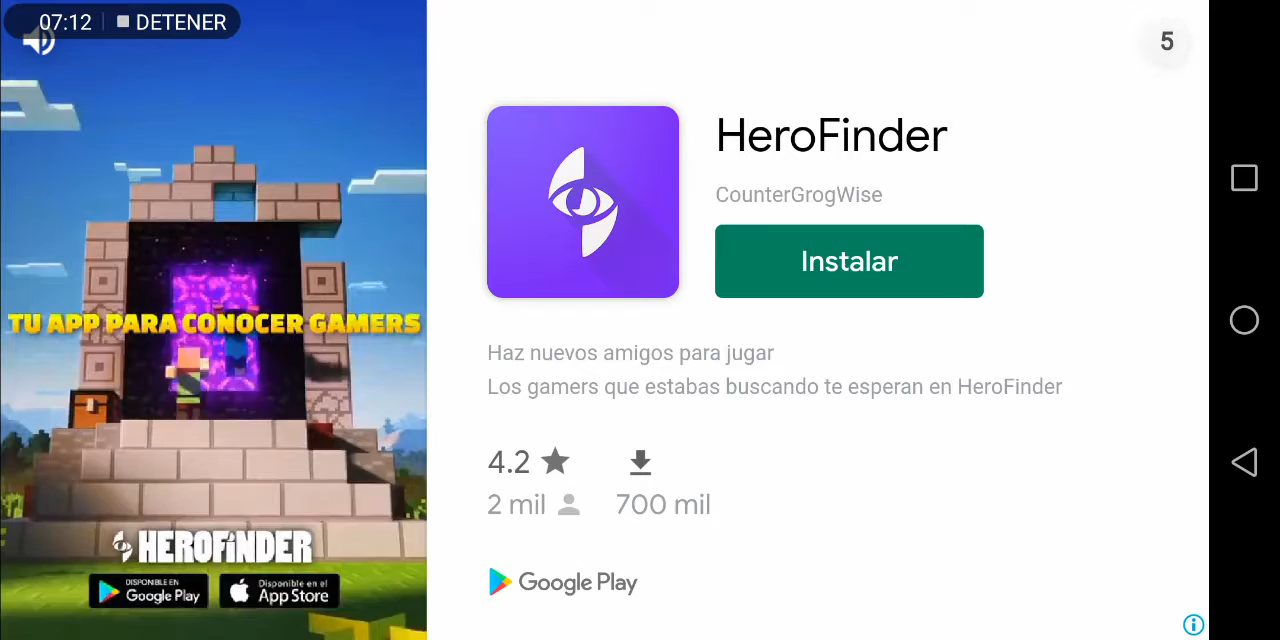 07:12 DETENER
TU APP PARA CONOCER GAMERS
HEROFINDER
DISPONIBLE EN
Google Play
Disponible en el
App Store
5
HeroFinder
CounterGrogWise
Instalar
Haz nuevos amigos para jugar
Los gamers que estabas buscando te esperan en HeroFinder
4.2
2 mil 700 mil
Google Play